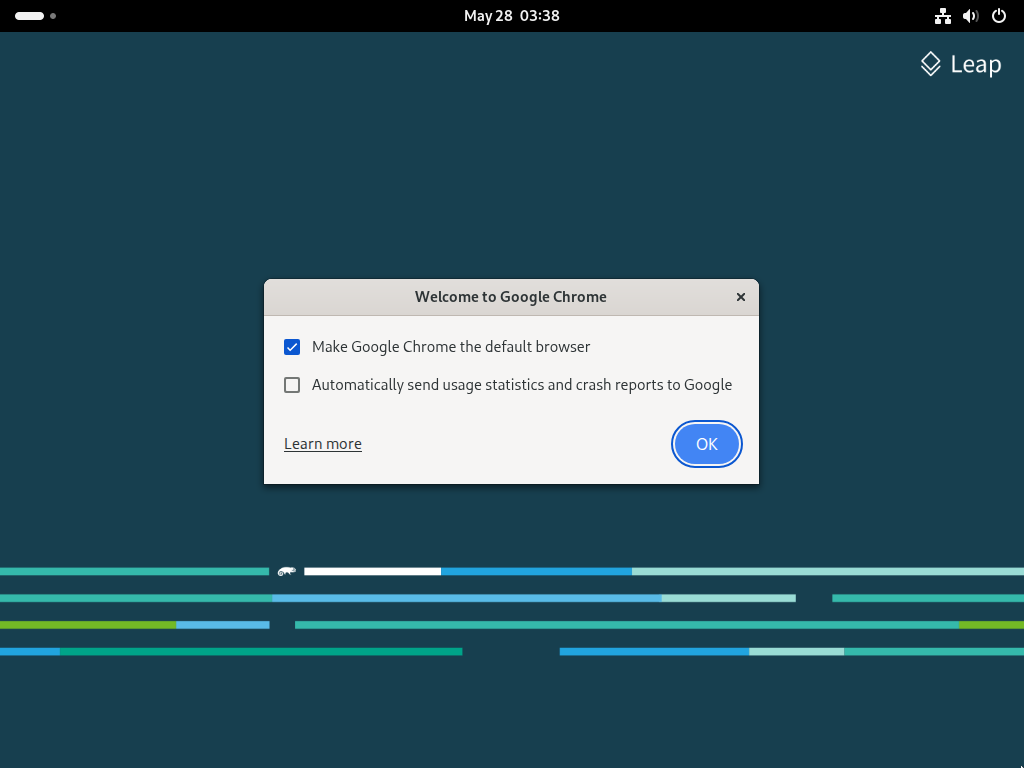 May 28 03:38
Leap
Welcome to Google Chrome
Make Google Chrome the default browser
Automatically send usage statistics and crash reports to Google
Learn more
OK